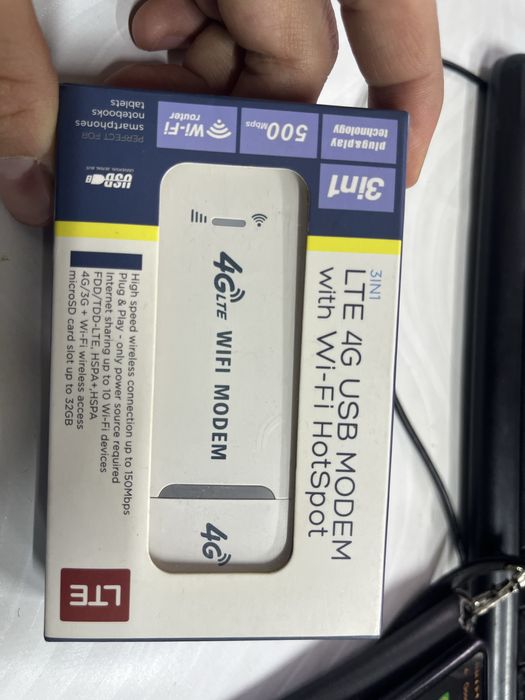 3IN1
LTE 4G USB MODEM
with Wi-Fi HotSpot
3in1
plug&play
technology
500Mbps
Wi-Fi
router
PERFECT FOR
smartphones
notebooks
tablets
USB
UNIVERSAL SERIAL BUS
4G LTE WIFI MODEM
4G
High speed wireless connection up to 150Mbps
Plug & Play - only power source required
Internet sharing up to 10 Wi-Fi devices
FDD/TDD-LTE, HSPA+,HSPA
4G/3G + Wi-Fi wireless access
microSD card slot up to 32GB
LTE